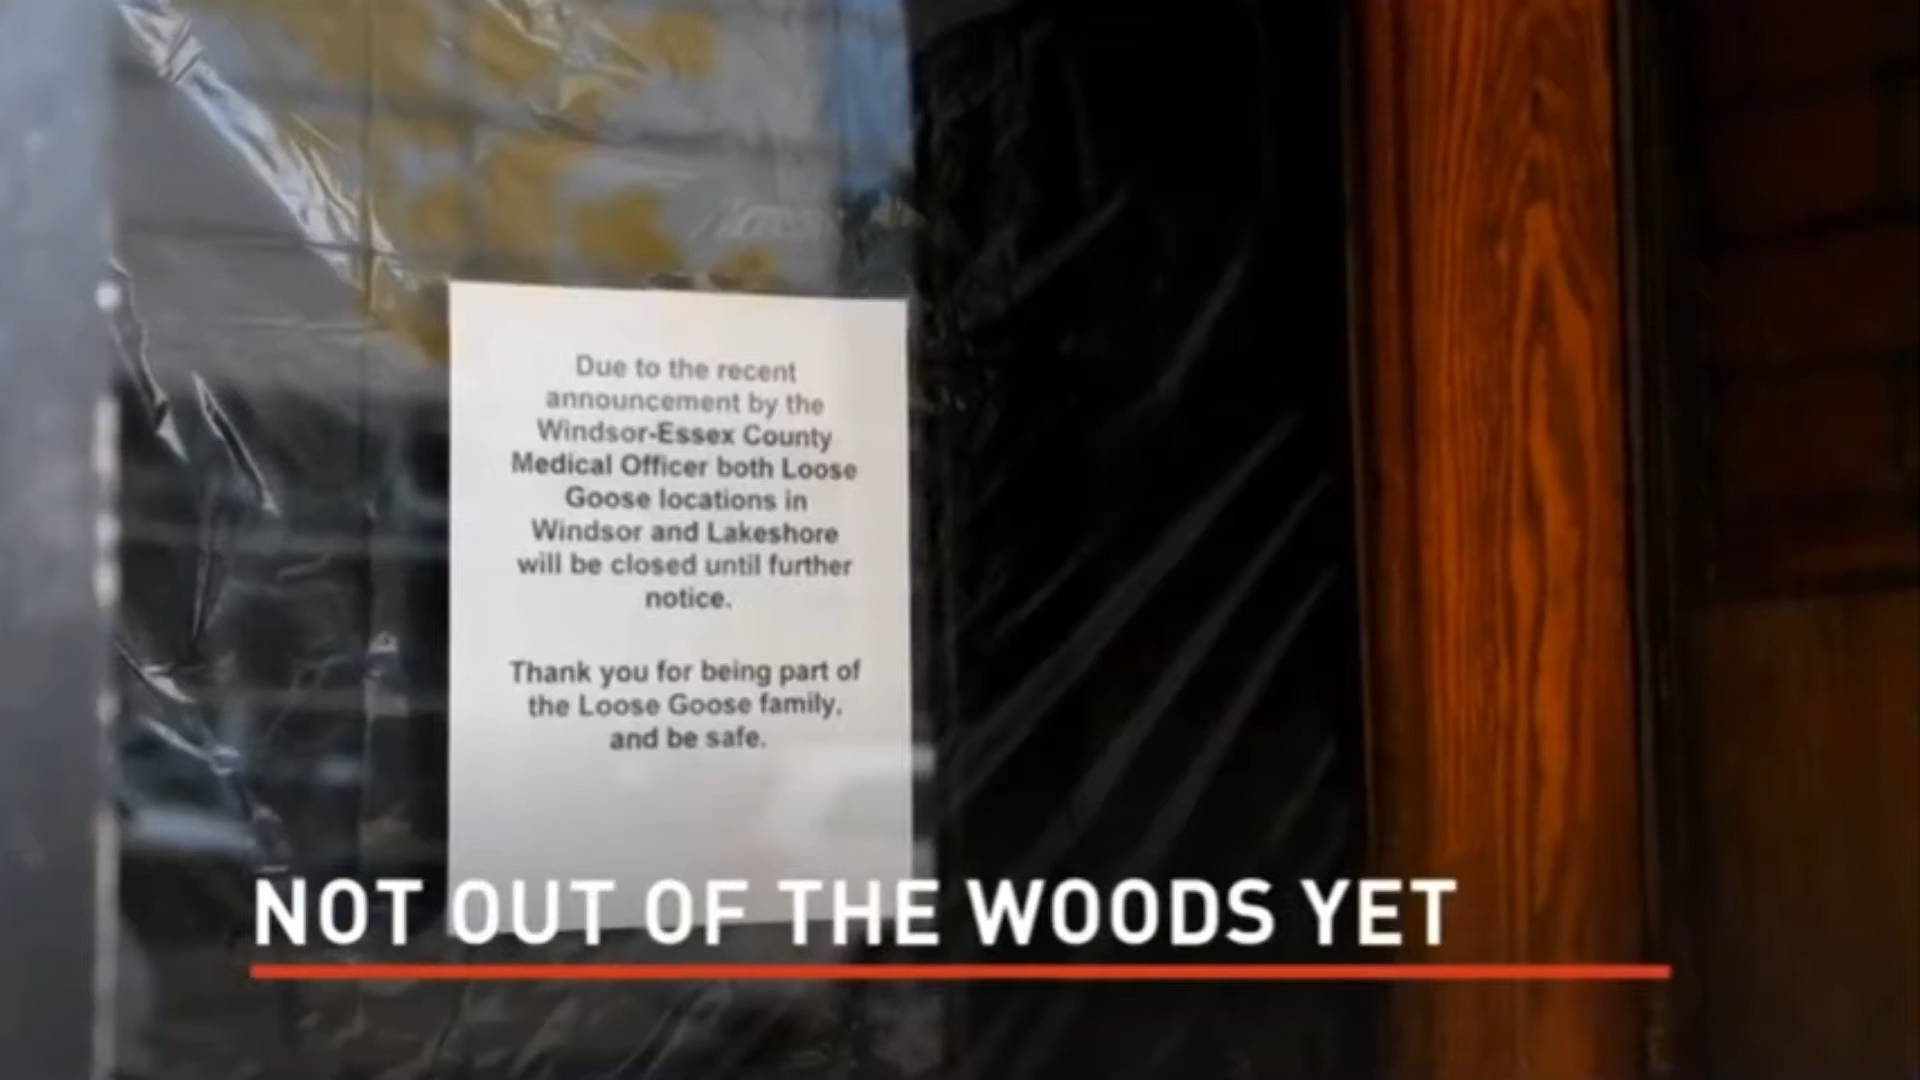 Due to the recent
announcement by the
Windsor-Essex County
Medical Officer both Loose
Goose locations in
Windsor and Lakeshore
will be closed until further
notice.
Thank you for being part of
the Loose Goose family,
and be safe.
NOT OUT OF THE WOODS YET